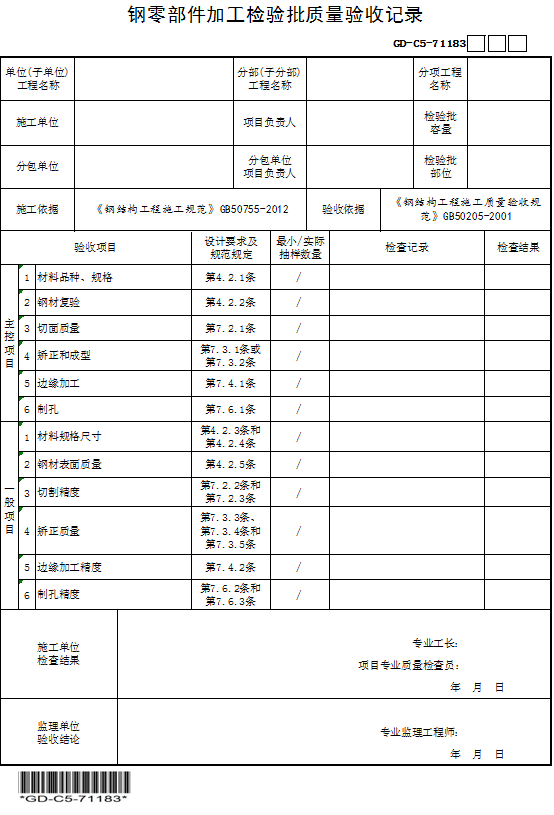 钢零部件加工检验批质量验收记录
GD-C5-71183
单位(子单位)
工程名称
分部(子分部)
工程名称
分项工程
名称
施工单位
项目负责人
检验批
容量
分包单位
分包单位
项目负责人
检验批
部位
施工依据
《钢结构工程施工规范》GB50755-2012
验收依据
《钢结构工程施工质量验收规
范》GB50205-2001
验收项目
设计要求及
规范规定
最小/实际
抽样数量
检查记录
检查结果
主控项目
1 材料品种、规格 第4.2.1条 /
2 钢材复验 第4.2.2条 /
3 切面质量 第7.2.1条 /
4 矫正和成型 第7.3.1条或
第7.3.2条 /
5 边缘加工 第7.4.1条 /
6 制孔 第7.6.1条 /
一般项目
1 材料规格尺寸 第4.2.3条和
第4.2.4条 /
2 钢材表面质量 第4.2.5条 /
3 切割精度 第7.2.2条和
第7.2.3条 /
4 矫正质量 第7.3.3条、
第7.3.4条和
第7.3.5条 /
5 边缘加工精度 第7.4.2条 /
6 制孔精度 第7.6.2条和
第7.6.3条 /
施工单位
检查结果
专业工长:
项目专业质量检查员:
年 月 日
监理单位
验收结论
专业监理工程师:
年 月 日
*GD-C5-71183*